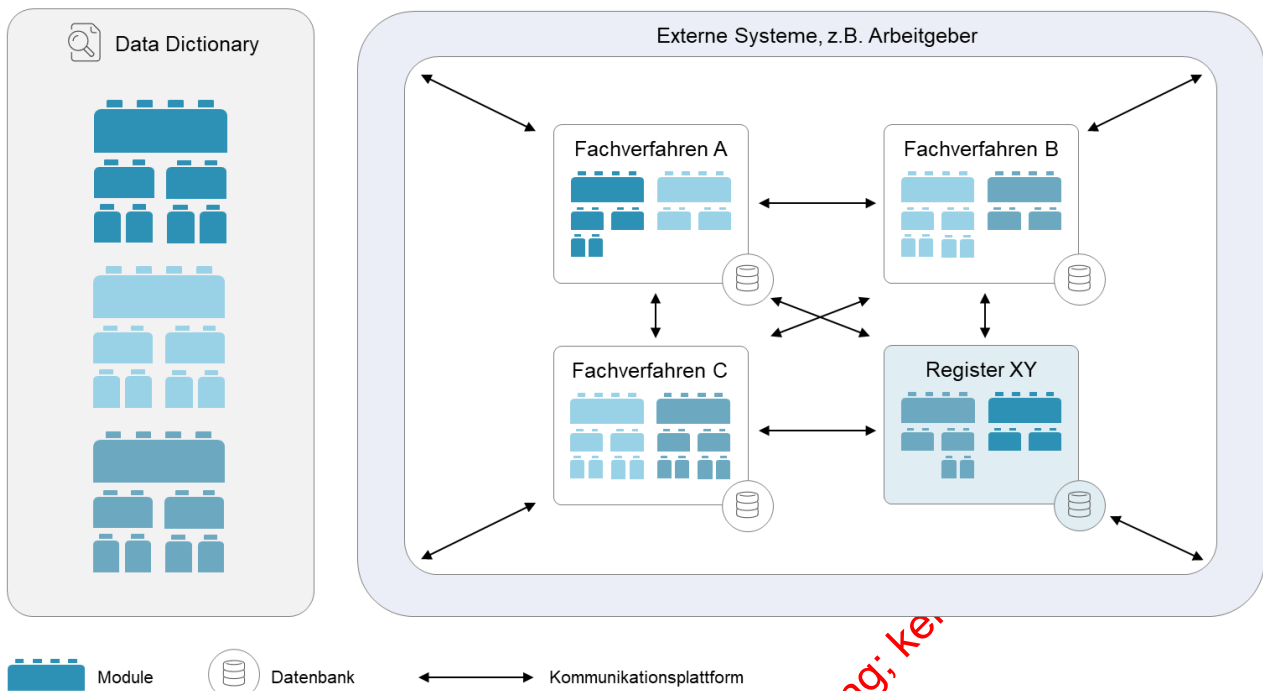 Data Dictionary
Externe Systeme, z.B. Arbeitgeber
Fachverfahren A
Fachverfahren B
Fachverfahren C
Register XY
Module
Datenbank
Kommunikationsplattform